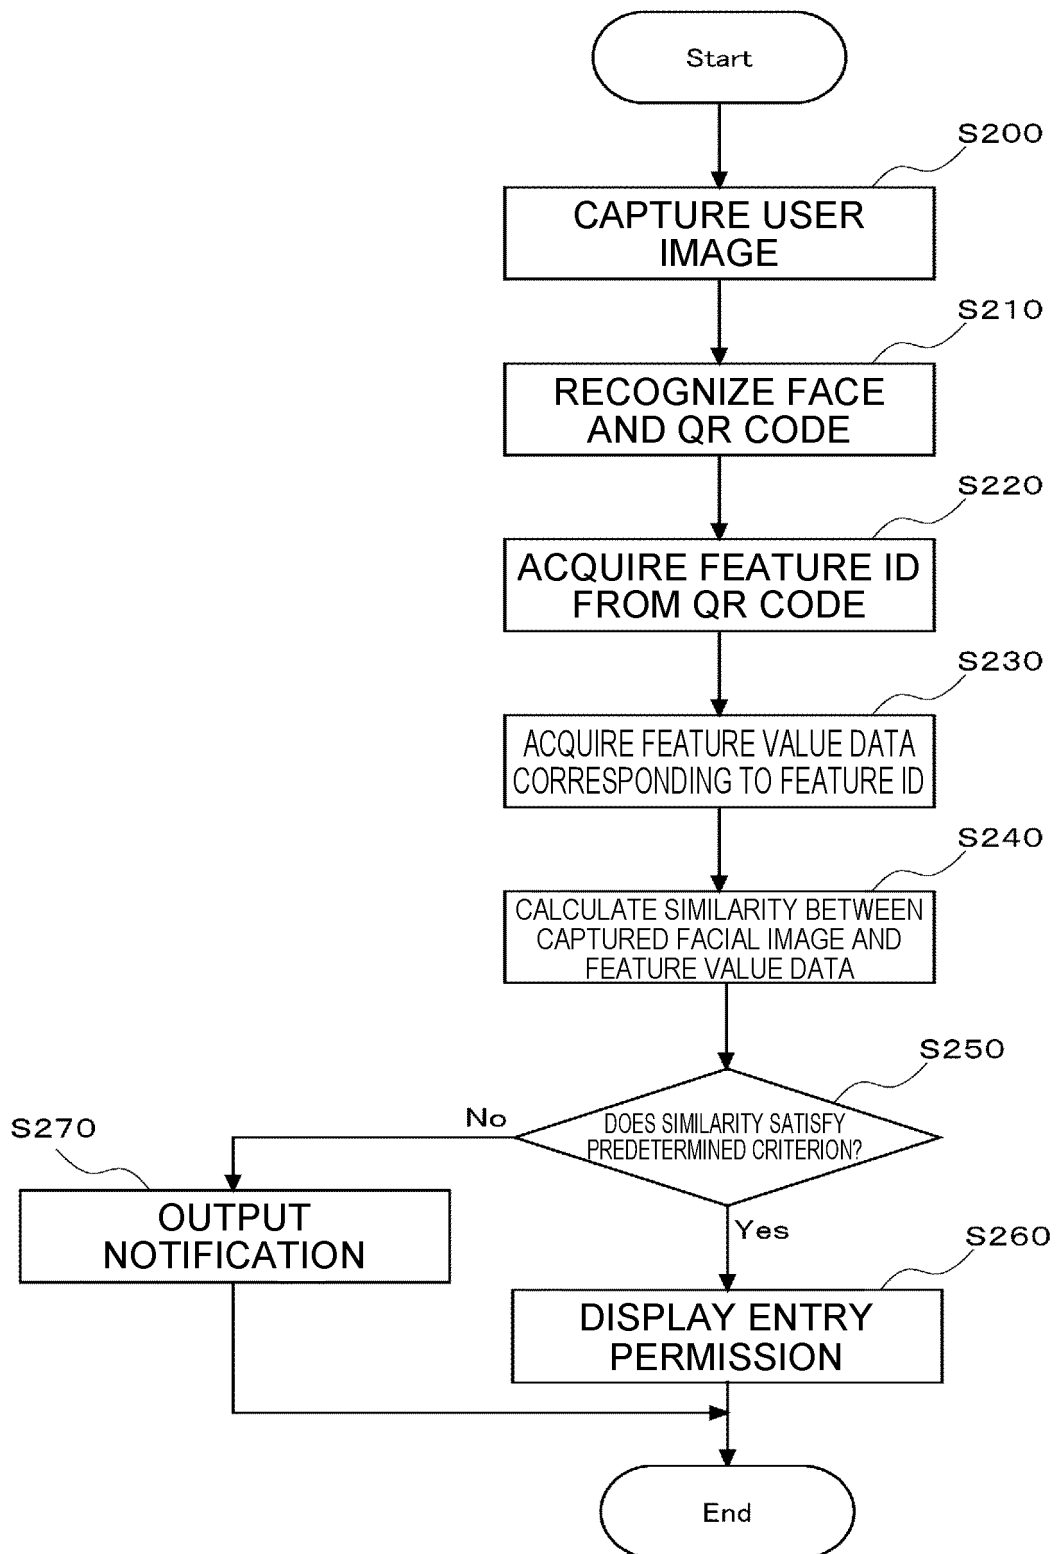 Start
S200
CAPTURE USER
IMAGE
S210
RECOGNIZE FACE
AND QR CODE
S220
ACQUIRE FEATURE ID
FROM QR CODE
S230
ACQUIRE FEATURE VALUE DATA
CORRESPONDING TO FEATURE ID
S240
CALCULATE SIMILARITY BETWEEN
CAPTURED FACIAL IMAGE AND
FEATURE VALUE DATA
S250
DOES SIMILARITY SATISFY
PREDETERMINED CRITERION?
No
S270
OUTPUT
NOTIFICATION
Yes
S260
DISPLAY ENTRY
PERMISSION
End